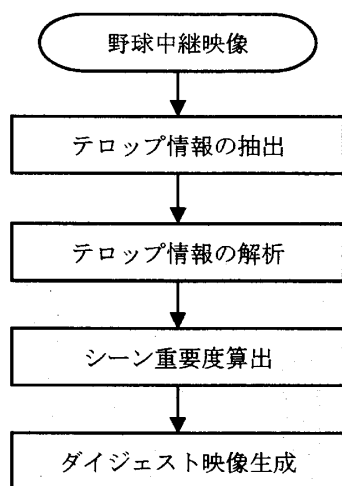 野球中継映像
テロップ情報の抽出
テロップ情報の解析
シーン重要度算出
ダイジェスト映像生成